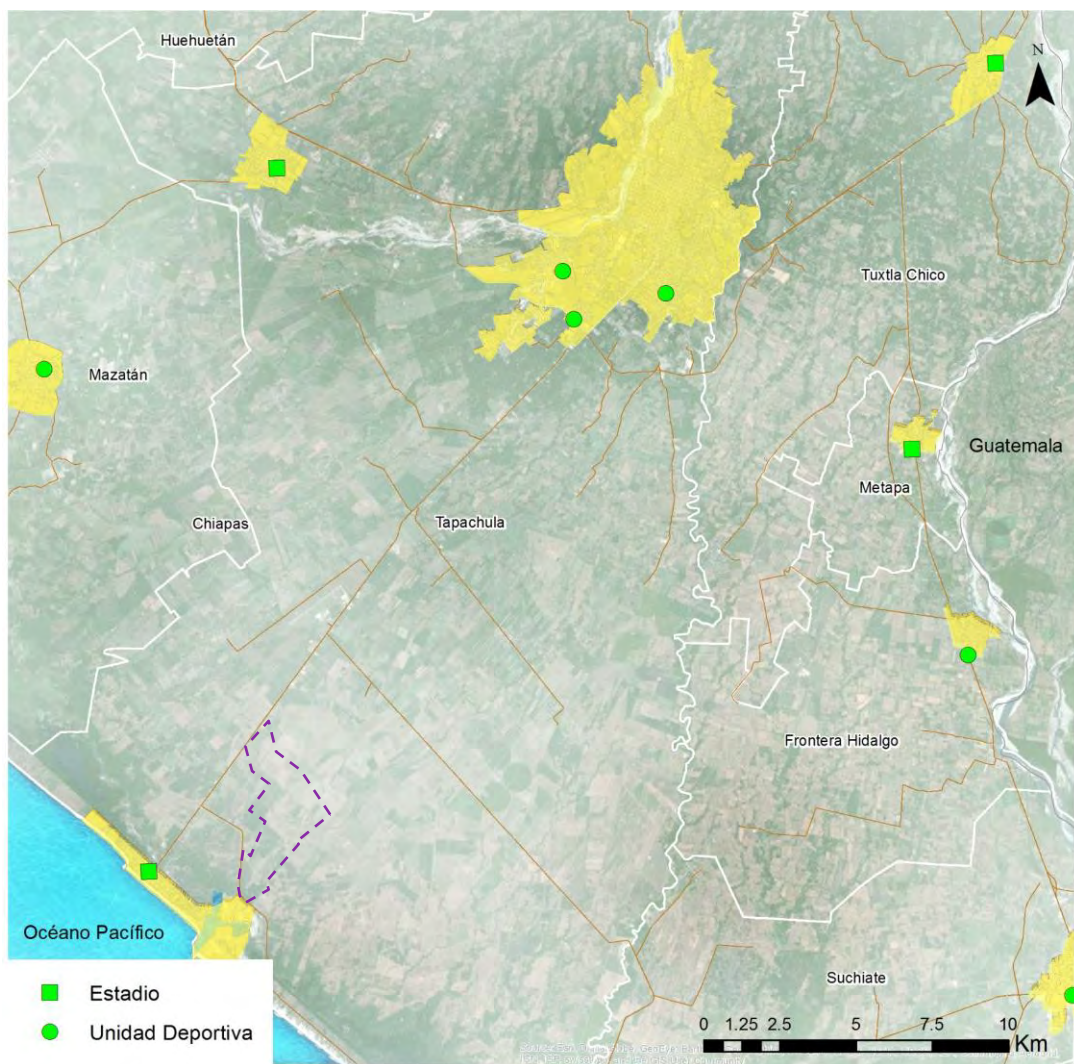 Huehuetán
N
Tuxtla Chico
Mazatán
Guatemala
Metapa
Chiapas
Tapachula
Frontera Hidalgo
Océano Pacífico
Suchiate
Estadio
Unidad Deportiva
0 1.25 2.5 5 7.5 10
Km